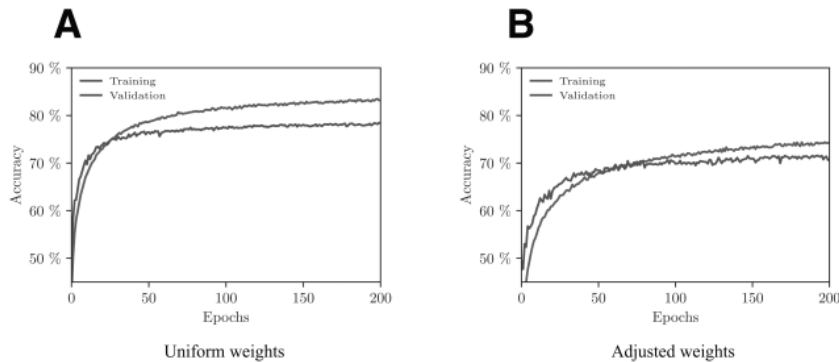 A
90 %
80 %
70 %
60 %
50 %
Accuracy
Training
Validation
0 50 100 150 200
Epochs
Uniform weights
B
90 %
80 %
70 %
60 %
50 %
Accuracy
Training
Validation
0 50 100 150 200
Epochs
Adjusted weights